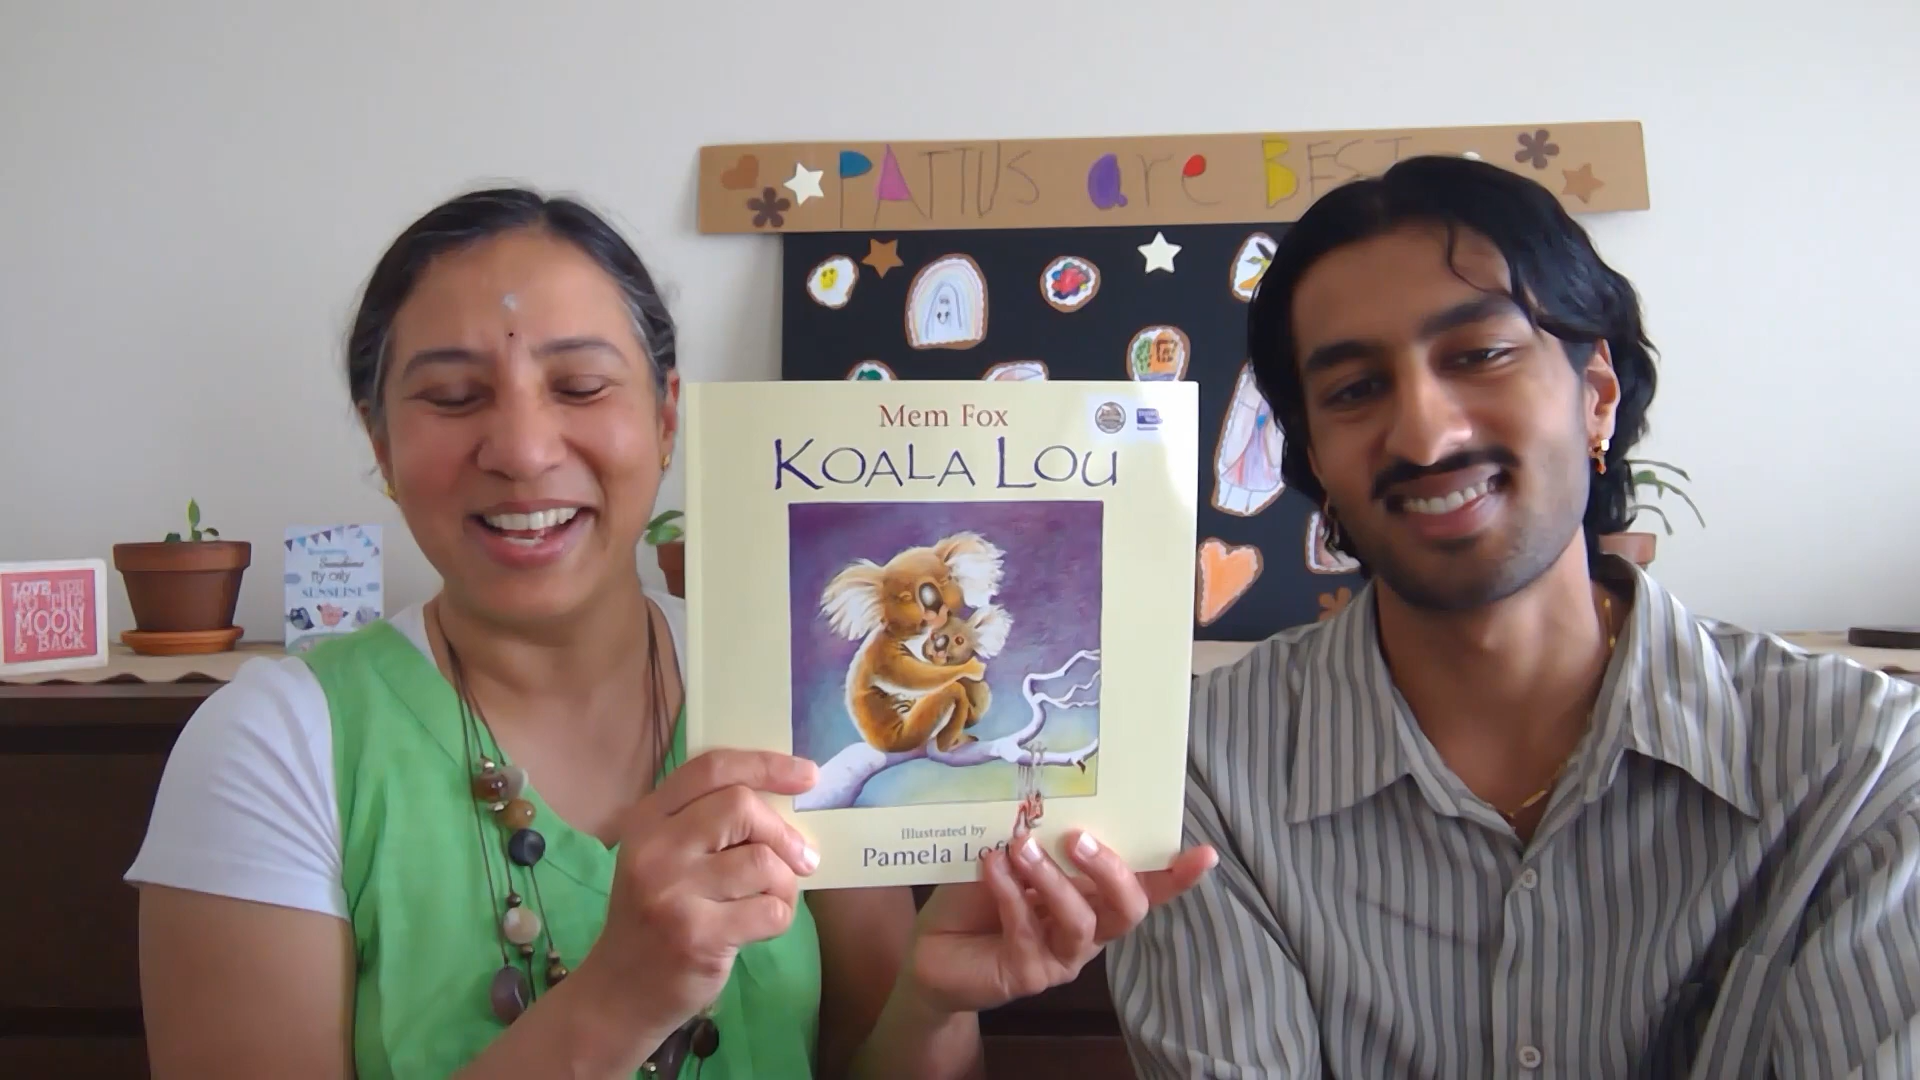 PATTUS are BEST
Mem Fox
KOALA LOU
Illustrated by
Pamela
LOVE YOU
TO THE
MOON
& BACK
Sunshine
My only
SUNSHINE